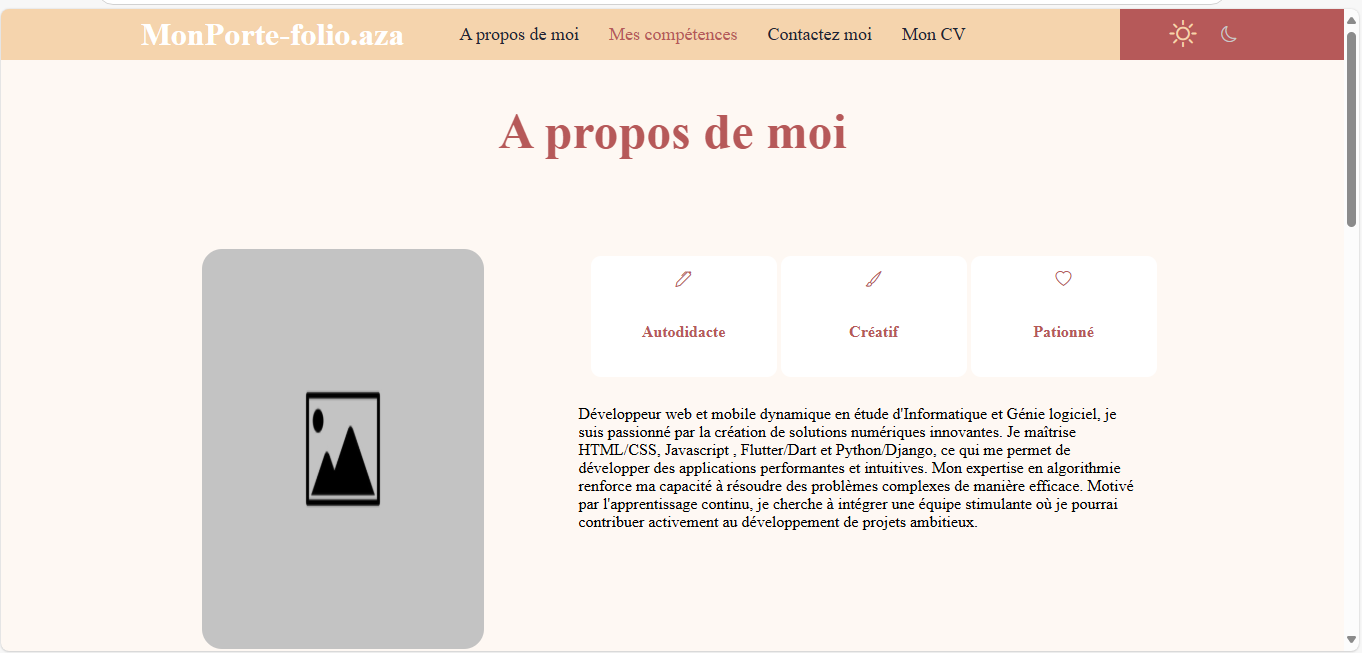 MonPorte-folio.aza
A propos de moi
Mes compétences
Contactez moi
Mon CV
A propos de moi
Autodidacte
Créatif
Pationné
Développeur web et mobile dynamique en étude d'Informatique et Génie logiciel, je
suis passionné par la création de solutions numériques innovantes. Je maîtrise
HTML/CSS, Javascript , Flutter/Dart et Python/Django, ce qui me permet de
développer des applications performantes et intuitives. Mon expertise en algorithmie
renforce ma capacité à résoudre des problèmes complexes de manière efficace. Motivé
par l'apprentissage continu, je cherche à intégrer une équipe stimulante où je pourrai
contribuer activement au développement de projets ambitieux.